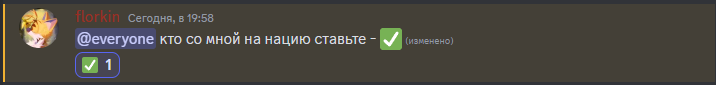 florkin Сегодня, в 19:58
@everyone кто со мной на нацию ставьте - ✅ (изменено)
✅ 1